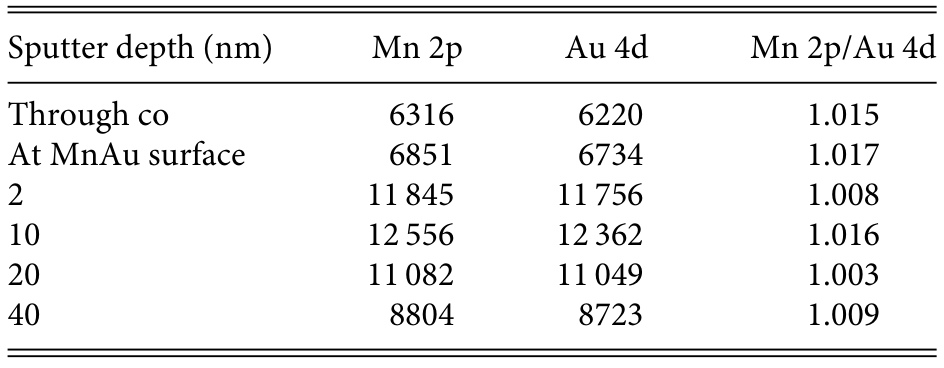 Sputter depth (nm) Mn 2p Au 4d Mn 2p/Au 4d
Through co 6316 6220 1.015
At MnAu surface 6851 6734 1.017
2 11 845 11 756 1.008
10 12 556 12 362 1.016
20 11 082 11 049 1.003
40 8804 8723 1.009